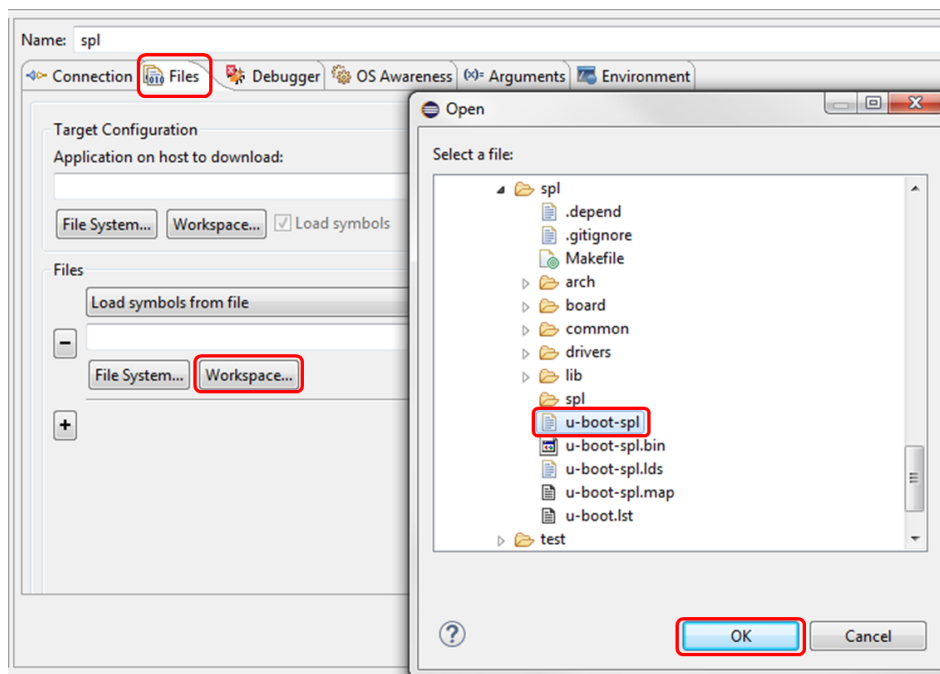 Name: spl
Connection Files Debugger OS Awareness (x)= Arguments Environment
Target Configuration
Application on host to download:
File System... Workspace... Load symbols
Files
Load symbols from file
File System... Workspace...
Open
Select a file:
spl
.depend
.gitignore
Makefile
arch
board
common
drivers
lib
spl
u-boot-spl
u-boot-spl.bin
u-boot-spl.lds
u-boot-spl.map
u-boot.lst
test
OK Cancel